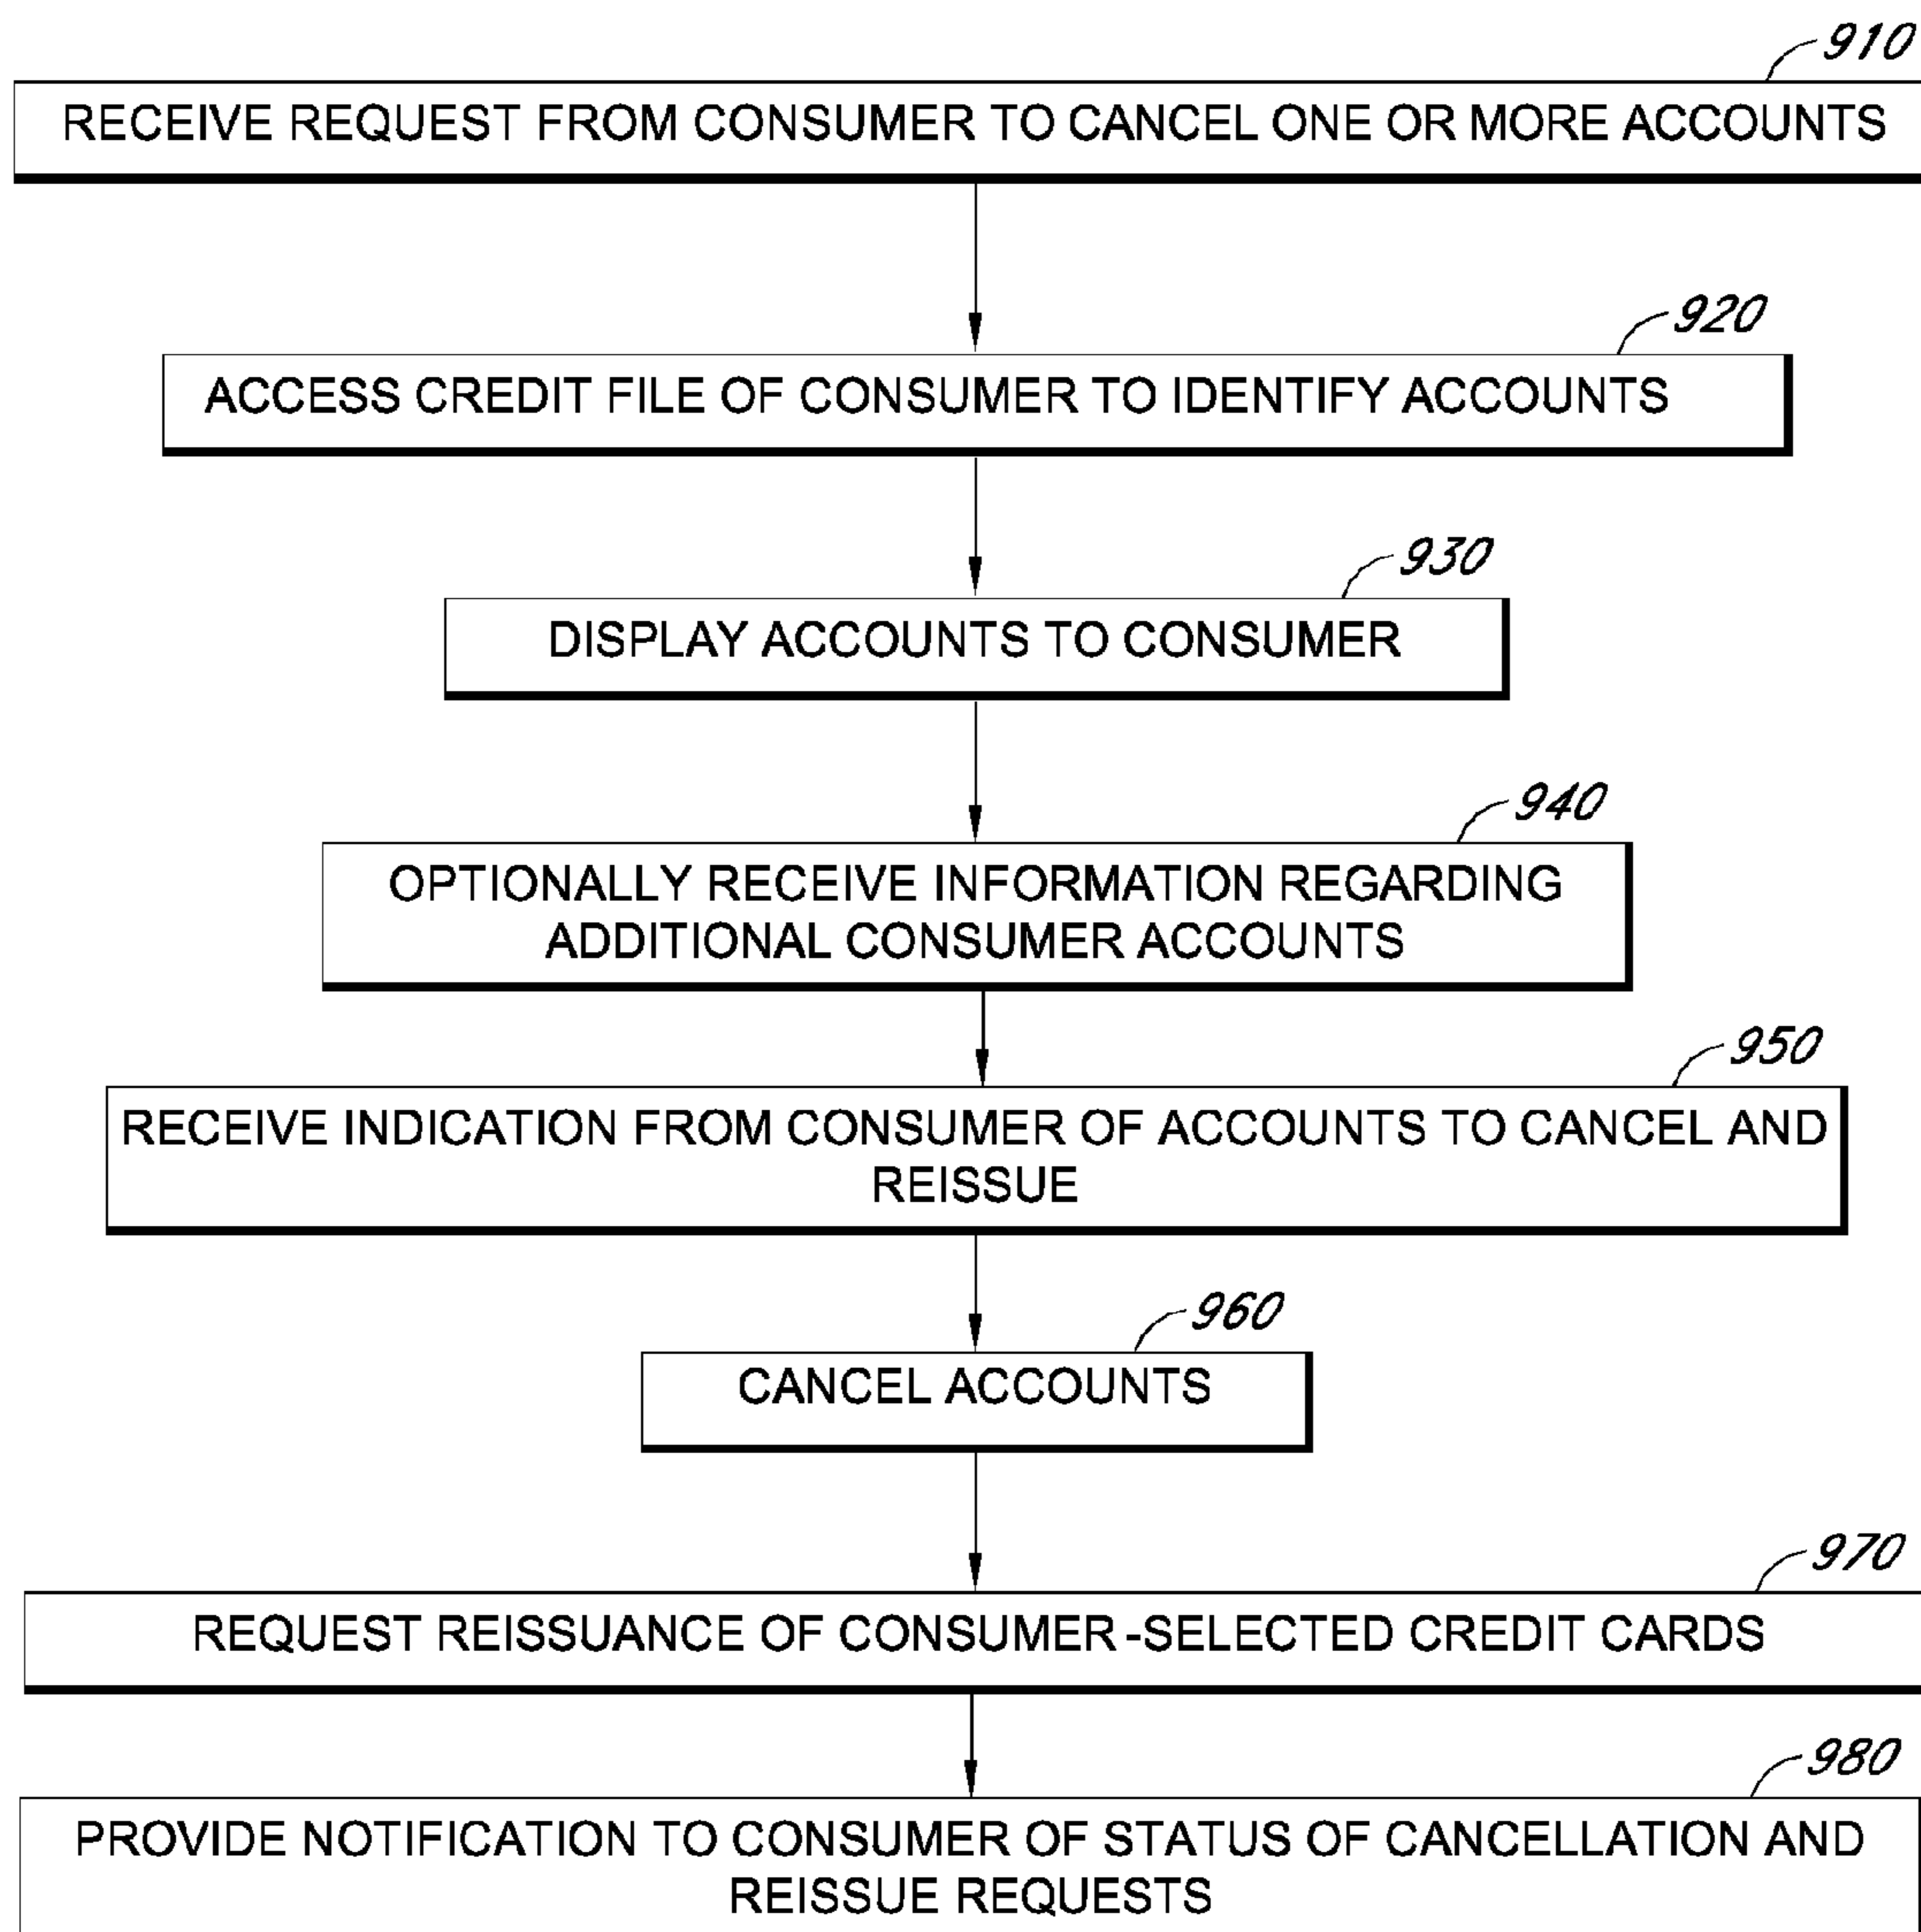 910
RECEIVE REQUEST FROM CONSUMER TO CANCEL ONE OR MORE ACCOUNTS
920
ACCESS CREDIT FILE OF CONSUMER TO IDENTIFY ACCOUNTS
930
DISPLAY ACCOUNTS TO CONSUMER
940
OPTIONALLY RECEIVE INFORMATION REGARDING
ADDITIONAL CONSUMER ACCOUNTS
950
RECEIVE INDICATION FROM CONSUMER OF ACCOUNTS TO CANCEL AND
REISSUE
960
CANCEL ACCOUNTS
970
REQUEST REISSUANCE OF CONSUMER-SELECTED CREDIT CARDS
980
PROVIDE NOTIFICATION TO CONSUMER OF STATUS OF CANCELLATION AND
REISSUE REQUESTS